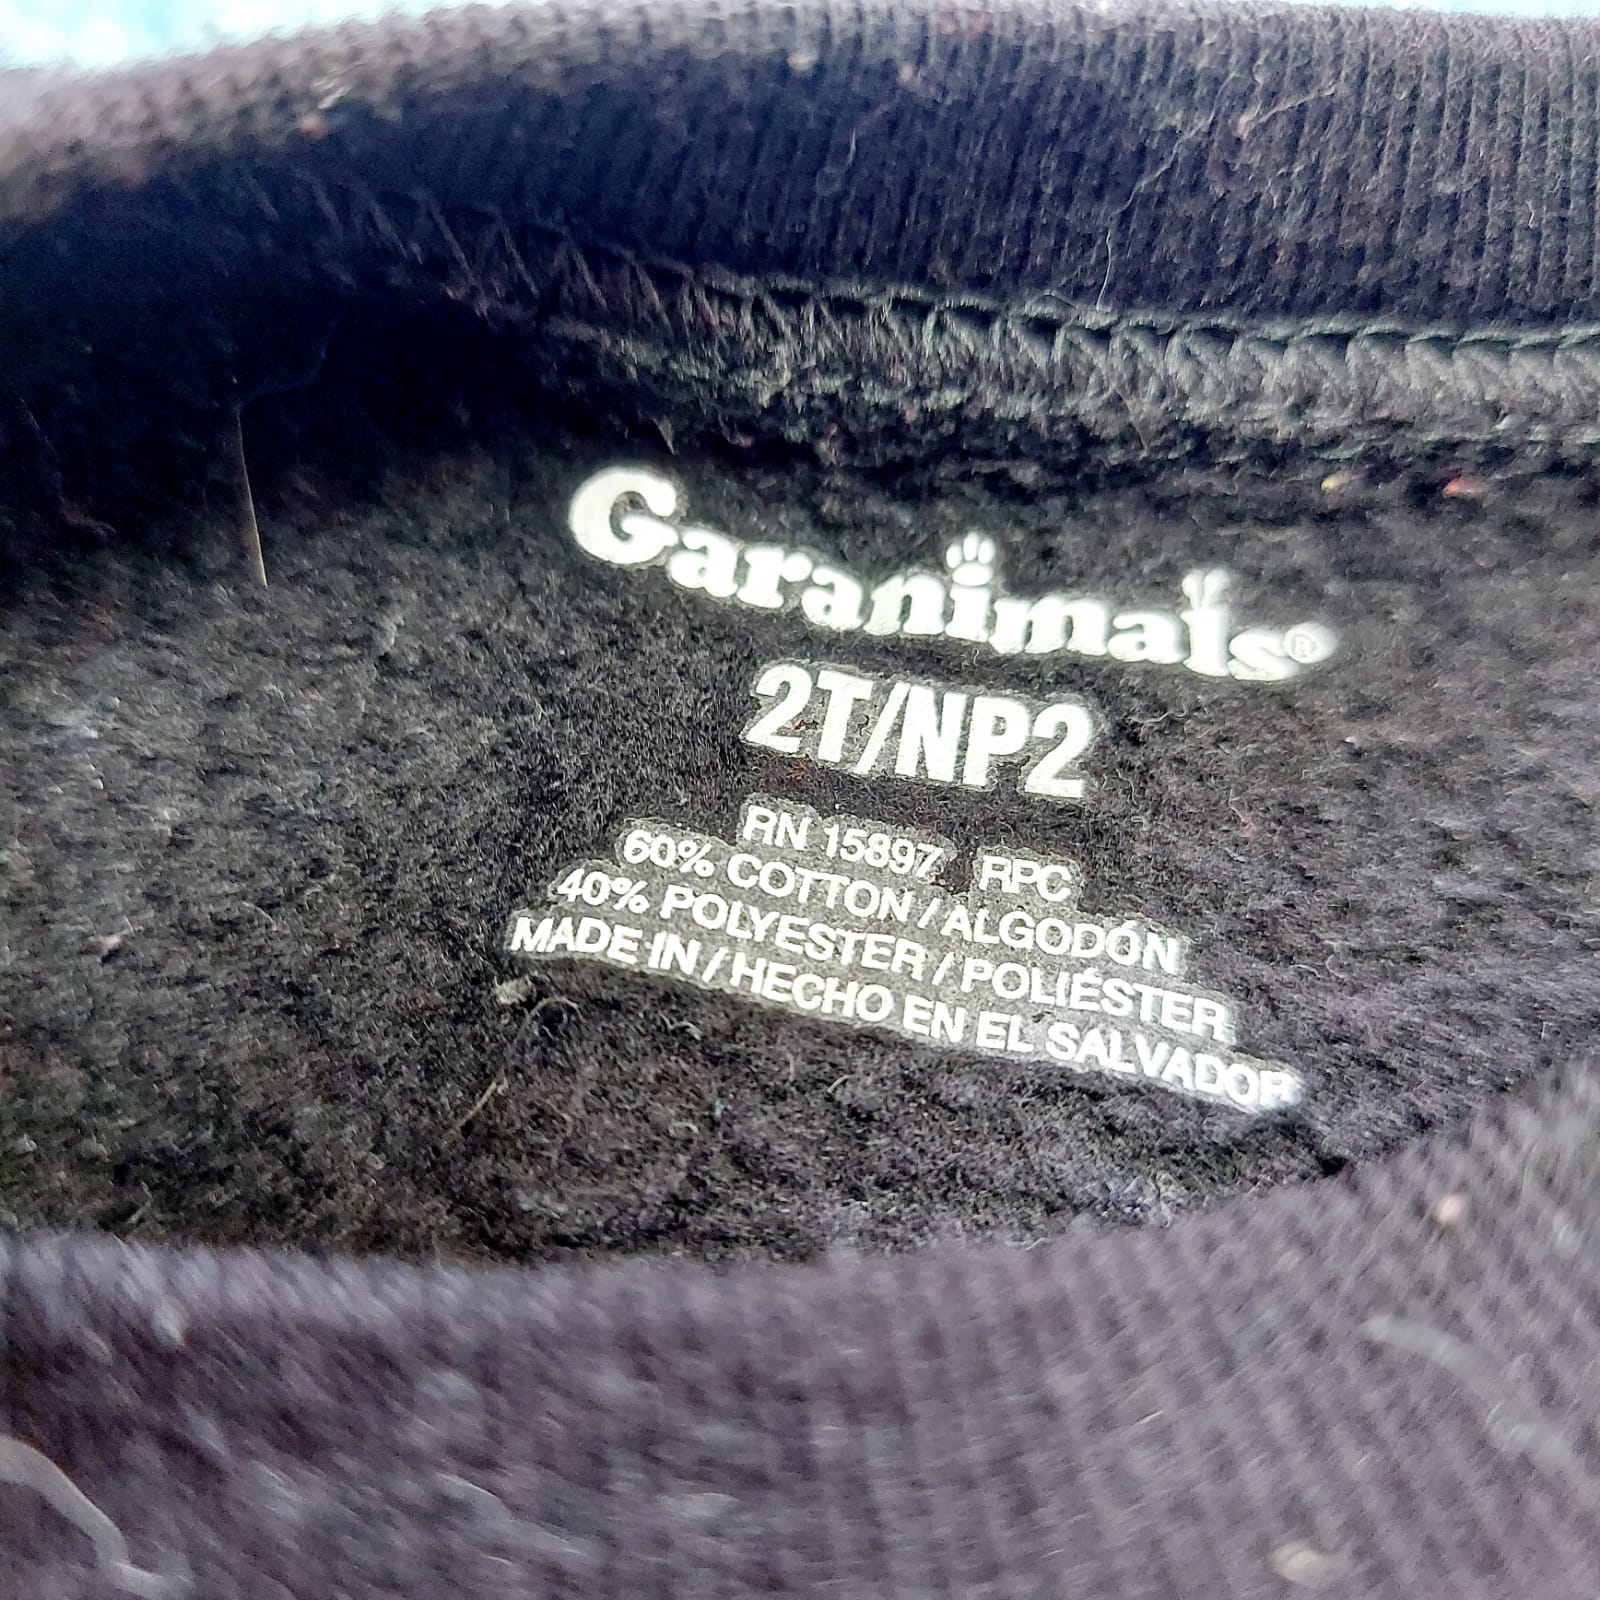 Garanimals®
2T/NP2
RN 15897 RPC
60% COTTON / ALGODÓN
40% POLYESTER / POLIÉSTER
MADE IN / HECHO EN EL SALVADOR